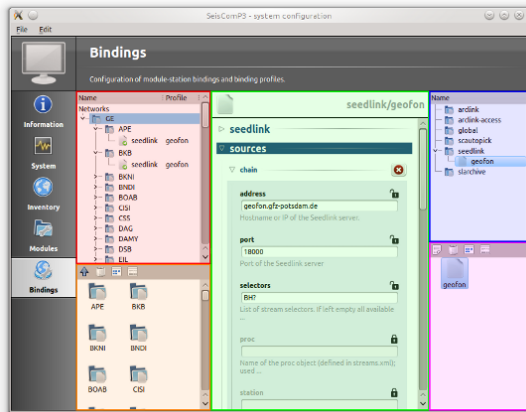 SeisComP3 - system configuration
File Edit
Bindings
Configuration of module-station bindings and binding profiles.
Information
System
Inventory
Modules
Bindings
Name Profile
Networks
GE
APE
seedlink geofon
BKB
seedlink geofon
BKNI
BNDI
BOAB
CISI
CSS
DAG
DAMY
DSB
EIL
APE BKB
BKNI BNDI
BOAB CISI
seedlink/geofon
seedlink
sources
chain
address
geofon.gfz-potsdam.de
Hostname or IP of the Seedlink server.
port
18000
Port of the Seedlink server
selectors
BH?
List of stream selectors. If left empty all available
...
proc
Name of the proc object (defined in streams.xml);
used ...
station
Name
arclink
arclink-access
global
scautopick
seedlink
geofon
slarchive
geofon